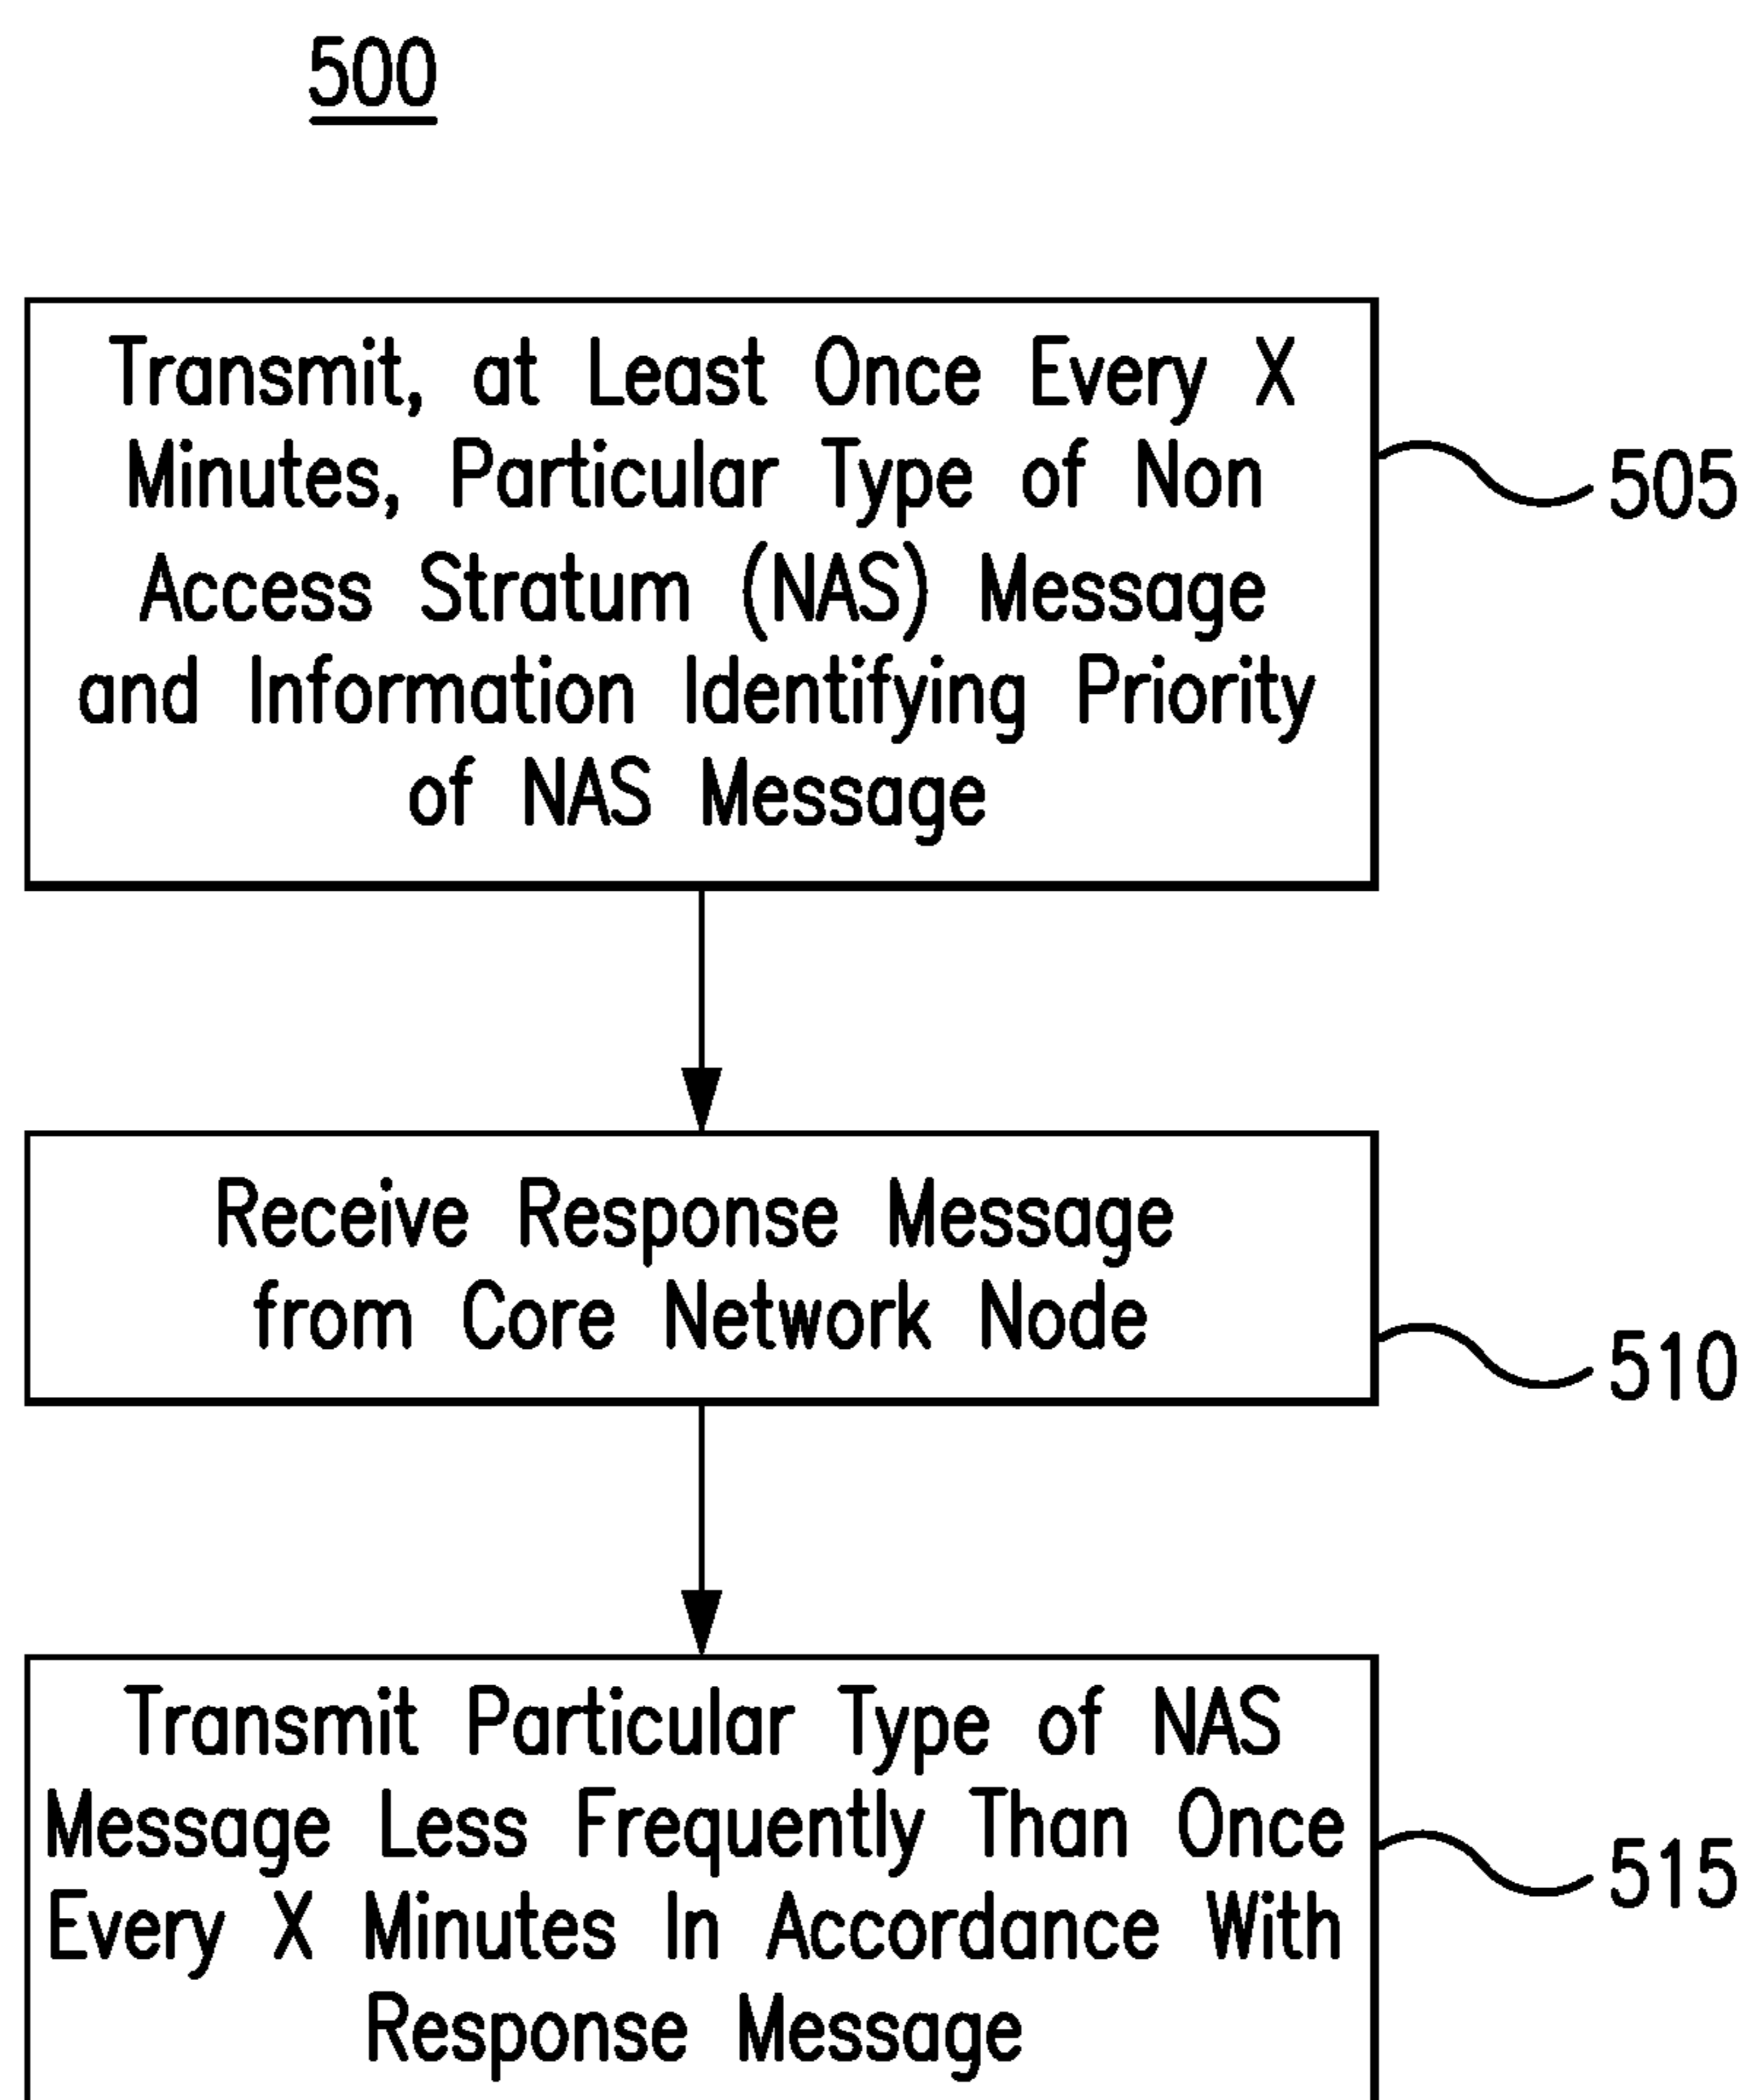 500
Transmit, at Least Once Every X
Minutes, Particular Type of Non
Access Stratum (NAS) Message
and Information Identifying Priority
of NAS Message
505
Receive Response Message
from Core Network Node
510
Transmit Particular Type of NAS
Message Less Frequently Than Once
Every X Minutes In Accordance With
Response Message
515